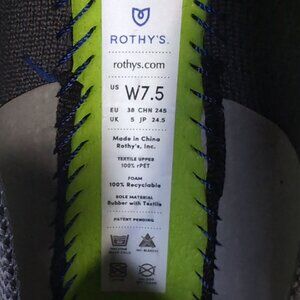 ROTHY'S.
rothys.com
US W7.5
EU 38 CHN 245
UK 5 JP 24.5
Made in China
Rothy's, Inc.
TEXTILE UPPER
100% rPET
FOAM
100% Recyclable
SOLE MATERIAL
Rubber with Textile
PATENT PENDING